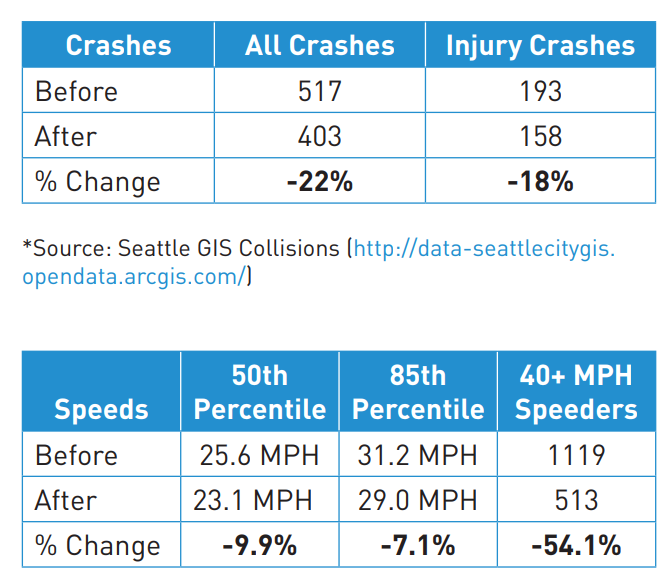 Crashes All Crashes Injury Crashes
Before 517 193
After 403 158
% Change -22% -18%
*Source: Seattle GIS Collisions (http://data-seattlecitygis.
opendata.arcgis.com/)
50th 85th 40+ MPH
Speeds Percentile Percentile Speeders
Before 25.6 MPH 31.2 MPH 1119
After 23.1 MPH 29.0 MPH 513
% Change -9.9% -7.1% -54.1%